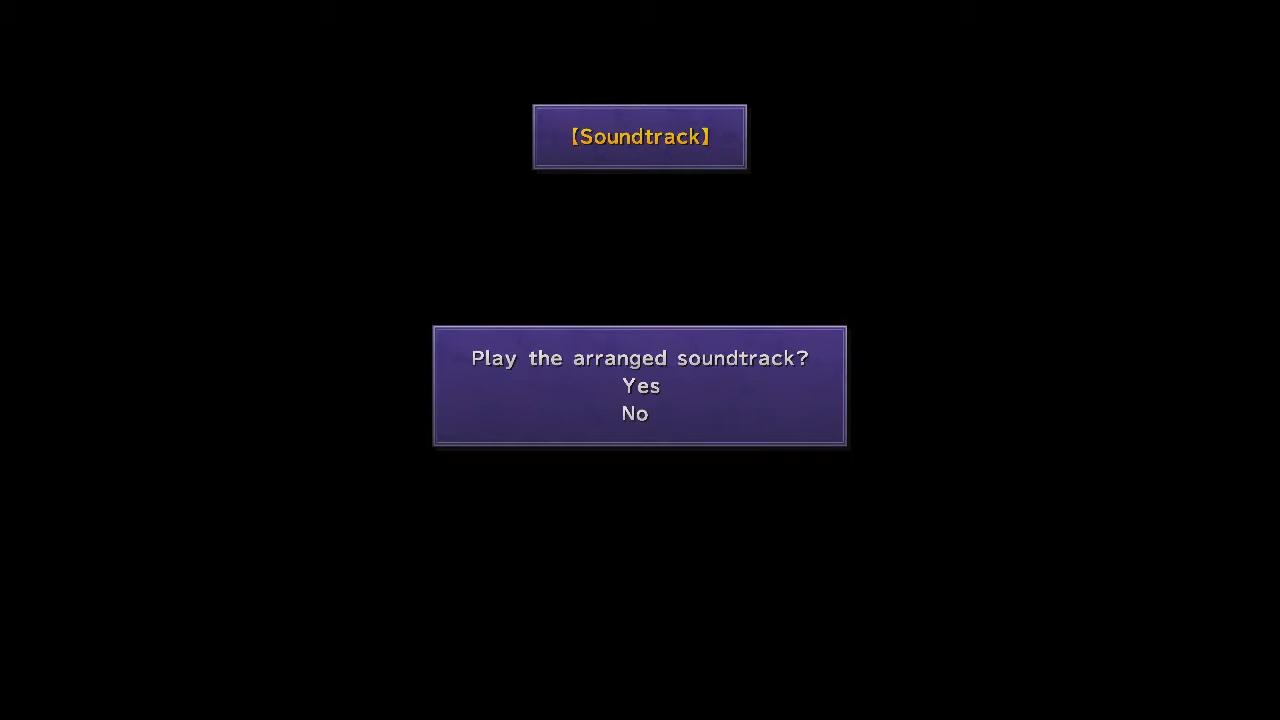 【Soundtrack】
Play the arranged soundtrack?
Yes
No